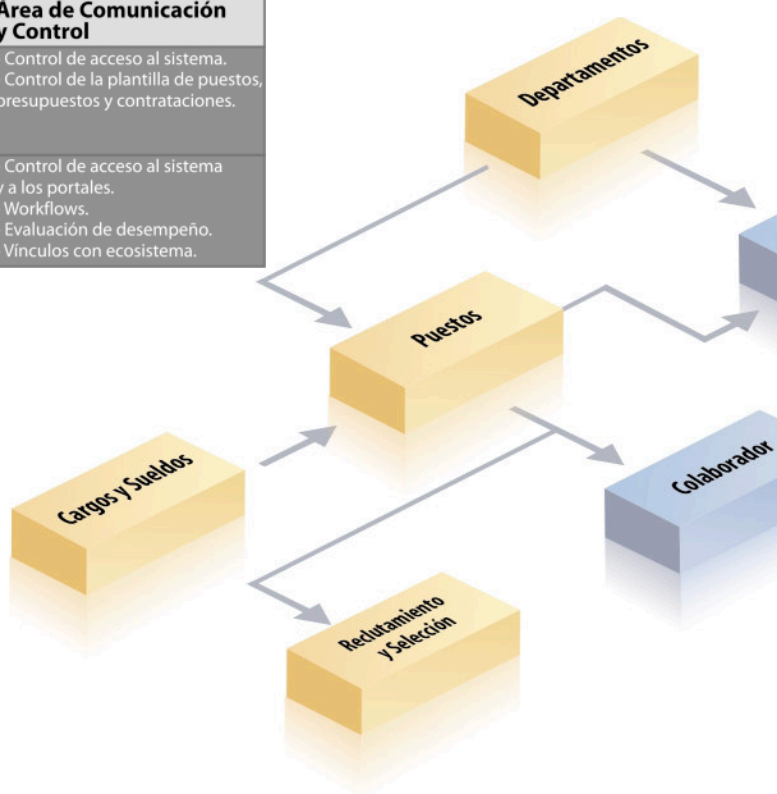 Área de Comunicación
y Control
Control de acceso al sistema.
Control de la plantilla de puestos,
presupuestos y contrataciones.
Control de acceso al sistema
y a los portales.
Workflows.
Evaluación de desempeño.
Vínculos con ecosistema.
Departamentos
Puestos
Cargos y Sueldos
Colaborador
Reclutamiento
y Selección